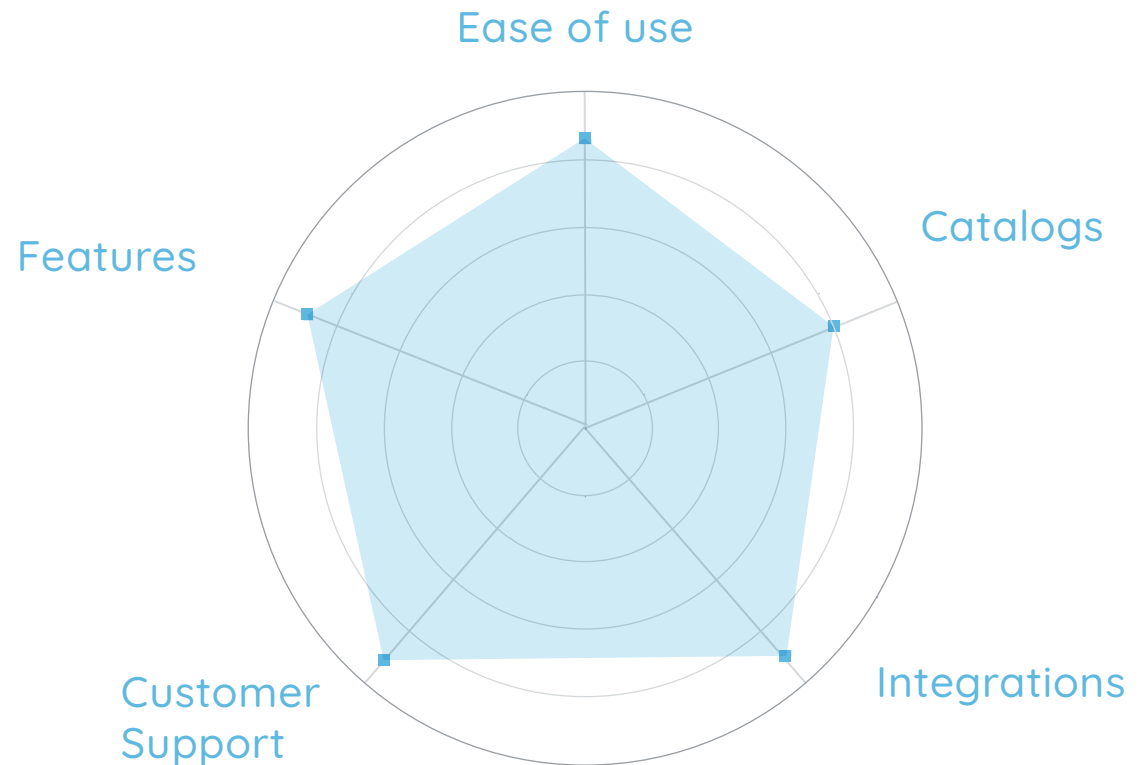 Ease of use
Catalogs
Features
Integrations
Customer
Support